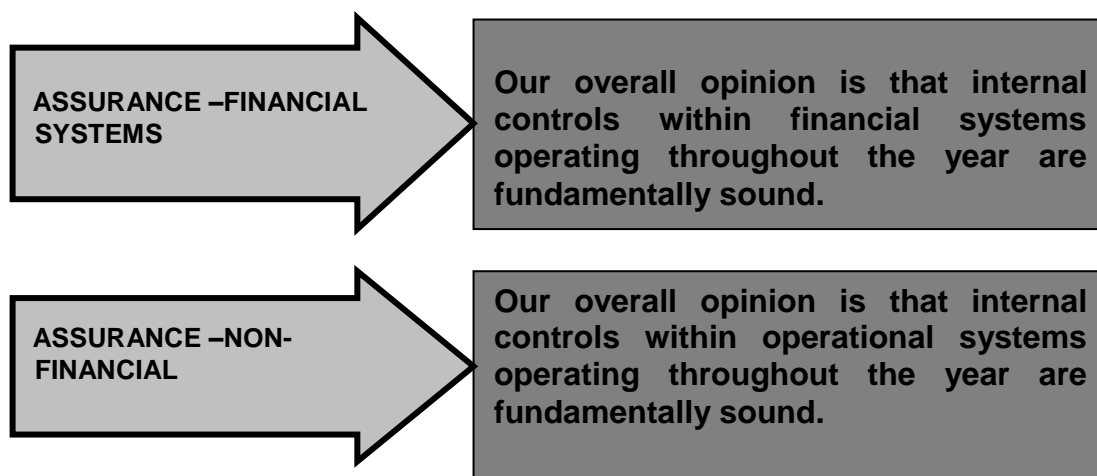 ASSURANCE –FINANCIAL
SYSTEMS
Our overall opinion is that internal
controls within financial systems
operating throughout the year are
fundamentally sound.
ASSURANCE –NON-
FINANCIAL
Our overall opinion is that internal
controls within operational systems
operating throughout the year are
fundamentally sound.